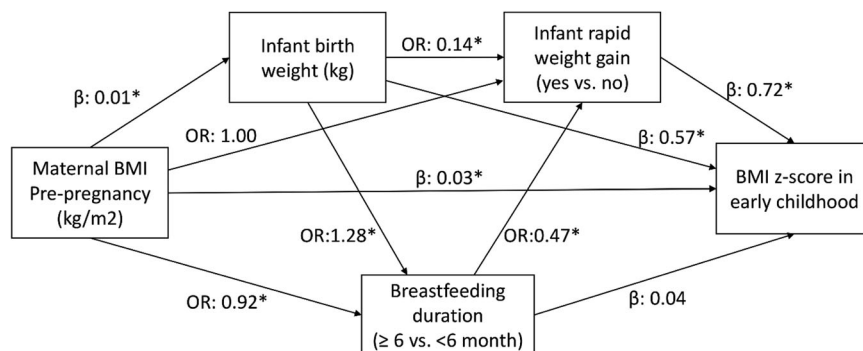 Infant birth
weight (kg)
OR: 0.14*
Infant rapid
weight gain
(yes vs. no)
β: 0.01*
OR: 1.00
β: 0.72*
β: 0.57*
Maternal BMI
Pre-pregnancy
(kg/m2)
β: 0.03*
BMI z-score in
early childhood
OR:1.28*
OR:0.47*
OR: 0.92*
Breastfeeding
duration
(≥ 6 vs. <6 month)
β: 0.04